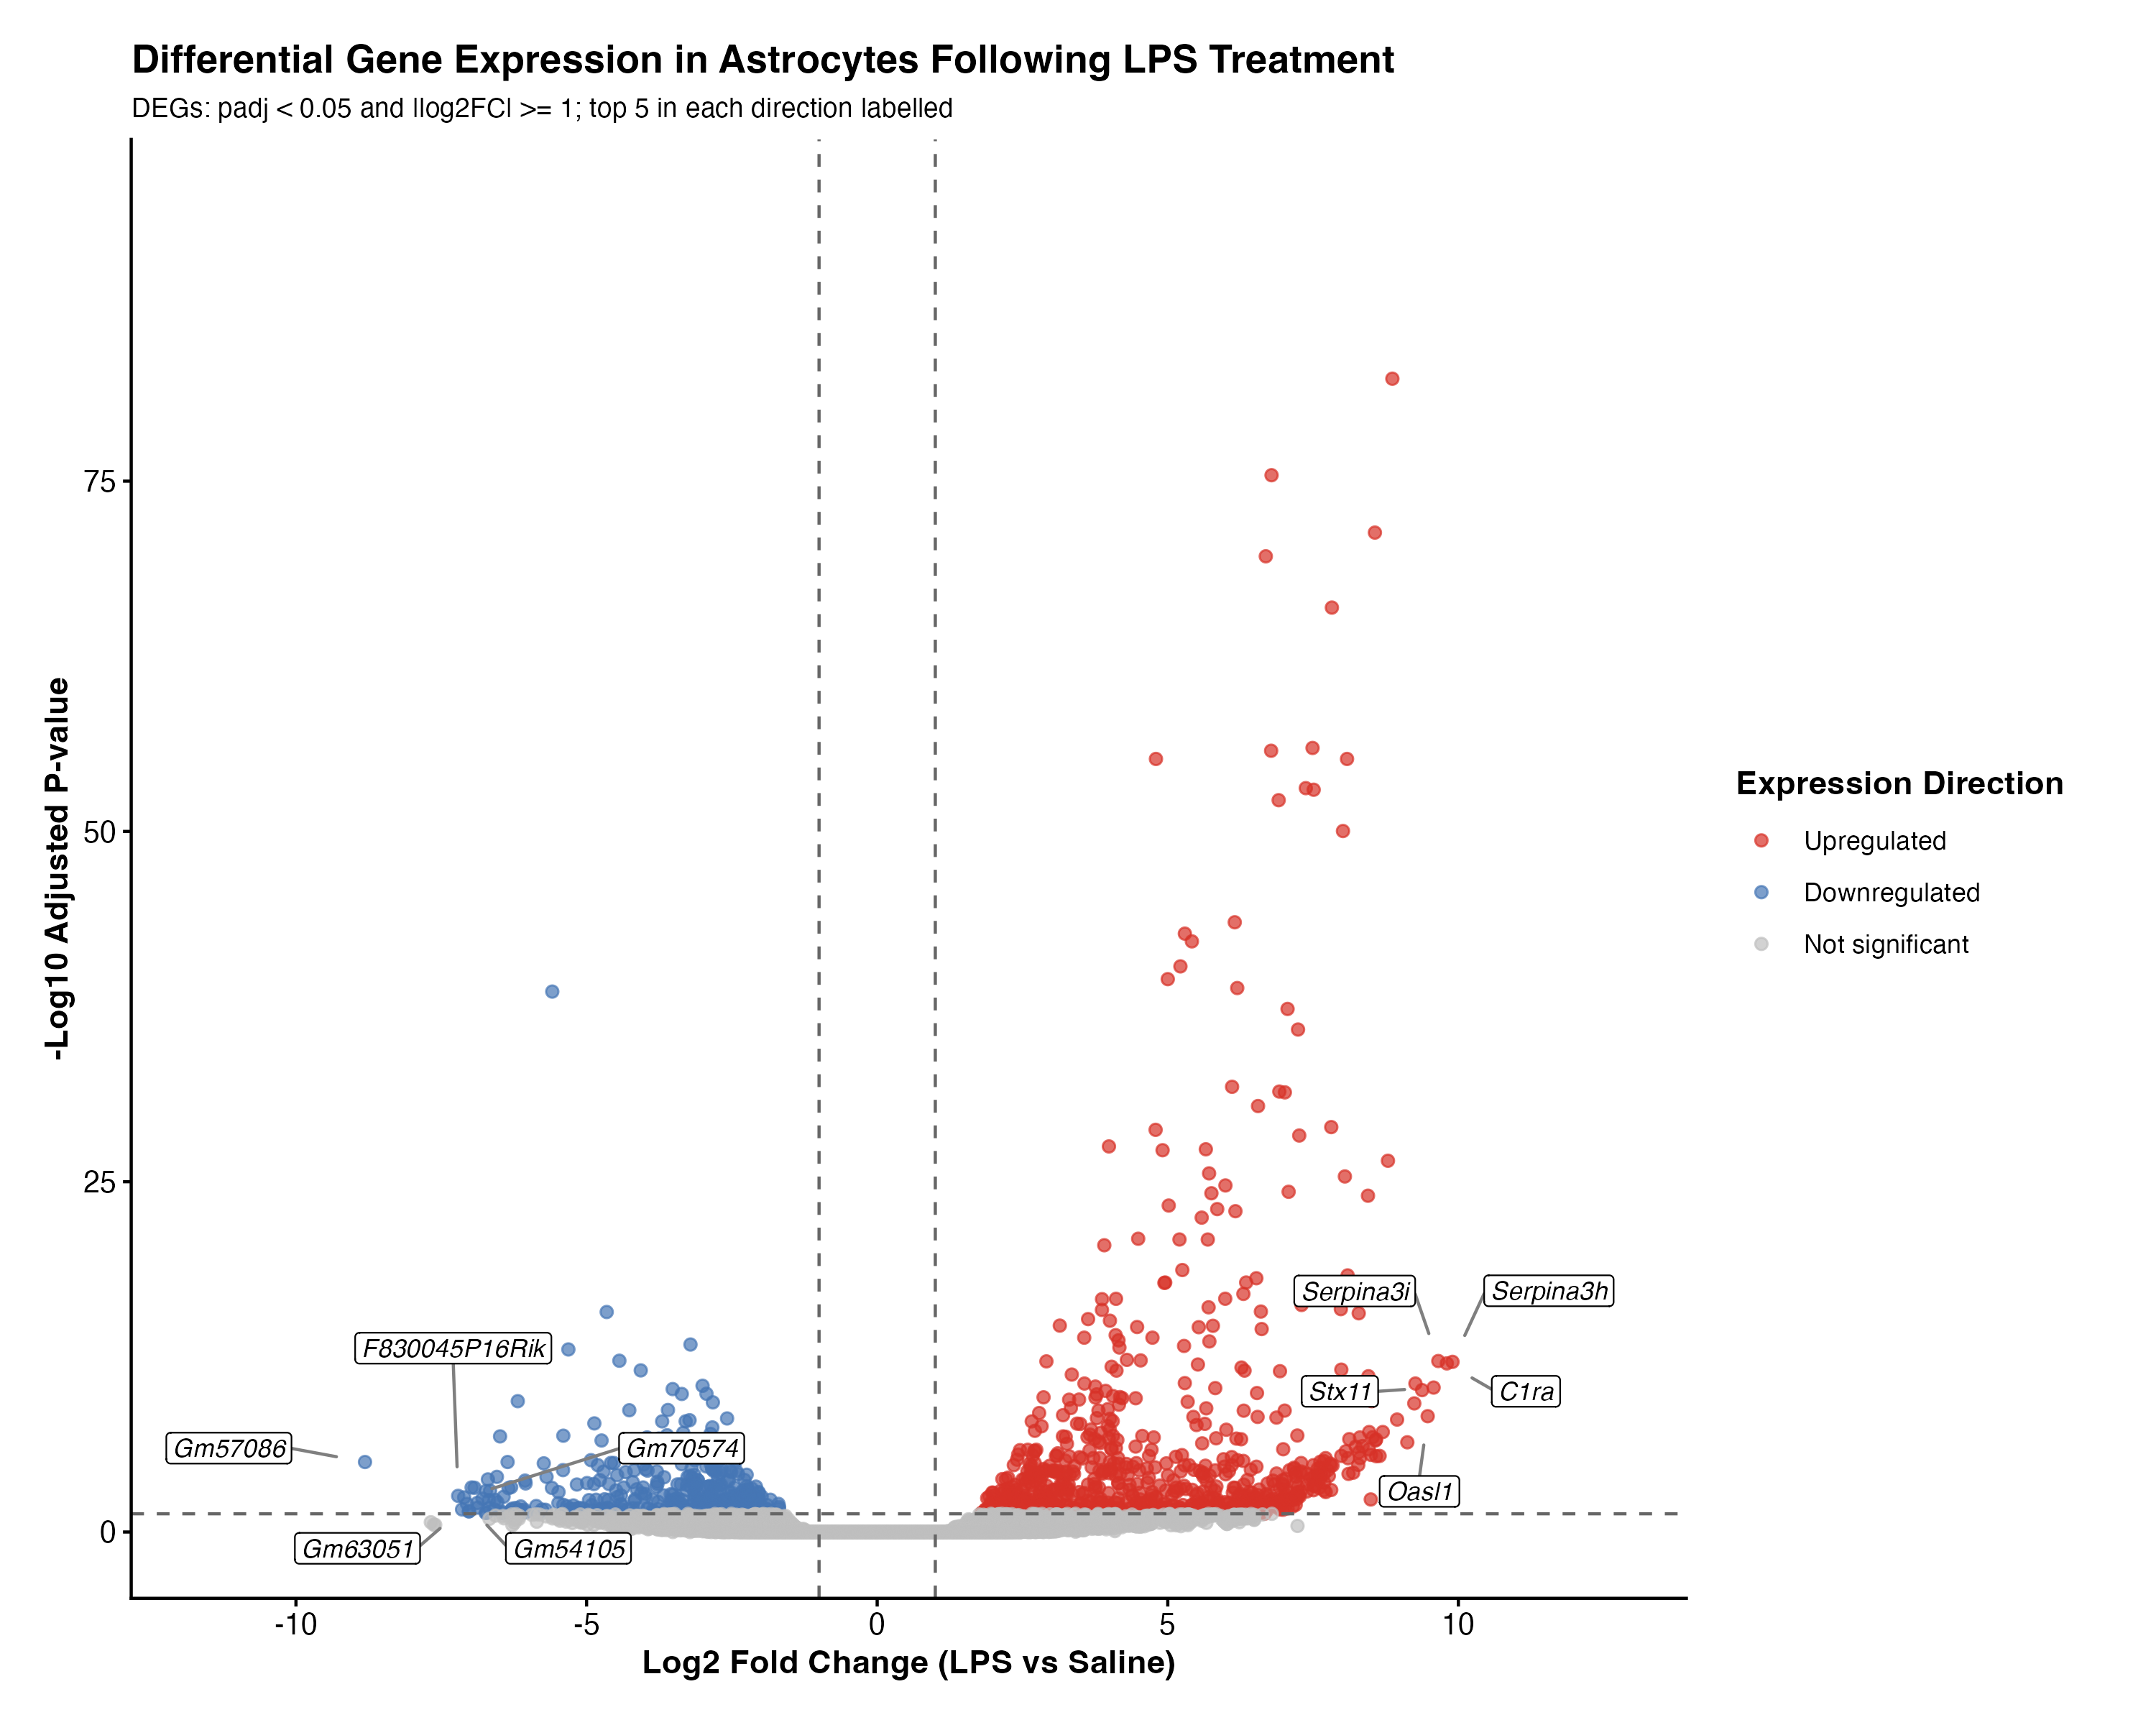 Differential Gene Expression in Astrocytes Following LPS Treatment
DEGs: padj < 0.05 and |log2FC| >= 1; top 5 in each direction labelled
-Log10 Adjusted P-value
75
50
25
0
Serpina3i
Serpina3h
F830045P16Rik
Stx11
C1ra
Gm57086
Gm70574
Oasl1
Gm63051
Gm54105
-10
-5
0
5
10
Log2 Fold Change (LPS vs Saline)
Expression Direction
Upregulated
Downregulated
Not significant